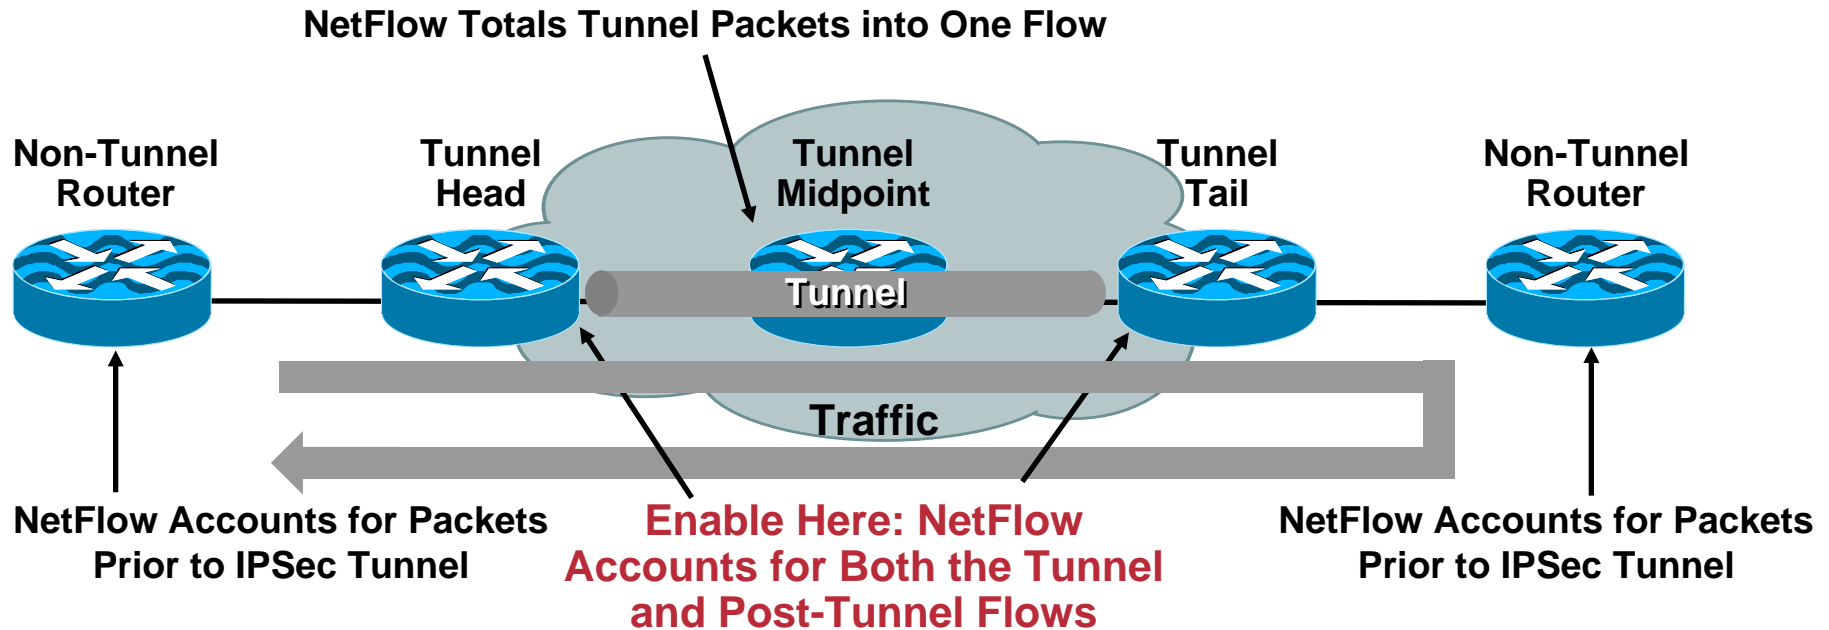 NetFlow Totals Tunnel Packets into One Flow
Non-Tunnel
Router
Tunnel
Head
Tunnel
Midpoint
Tunnel
Tail
Non-Tunnel
Router
Tunnel
Traffic
NetFlow Accounts for Packets
Prior to IPSec Tunnel
Enable Here: NetFlow
Accounts for Both the Tunnel
and Post-Tunnel Flows
NetFlow Accounts for Packets
Prior to IPSec Tunnel